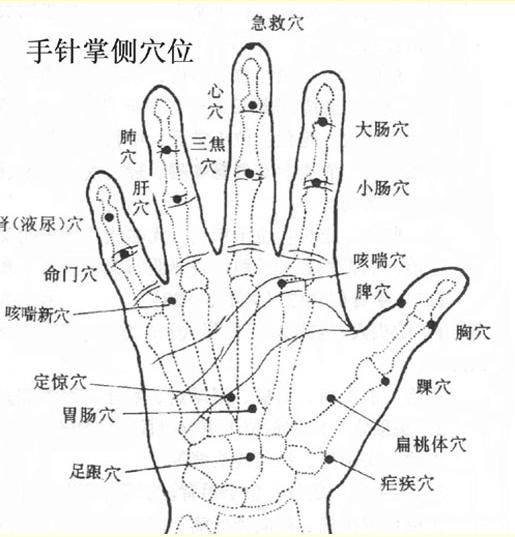 急救穴
手针掌侧穴位
心
穴
大肠穴
肺
穴
三焦
穴
肝
穴
小肠穴
肾(液尿)穴
命门穴
咳喘穴
脾穴
咳喘新穴
胸穴
定惊穴
踝穴
胃肠穴
扁桃体穴
足跟穴
疟疾穴